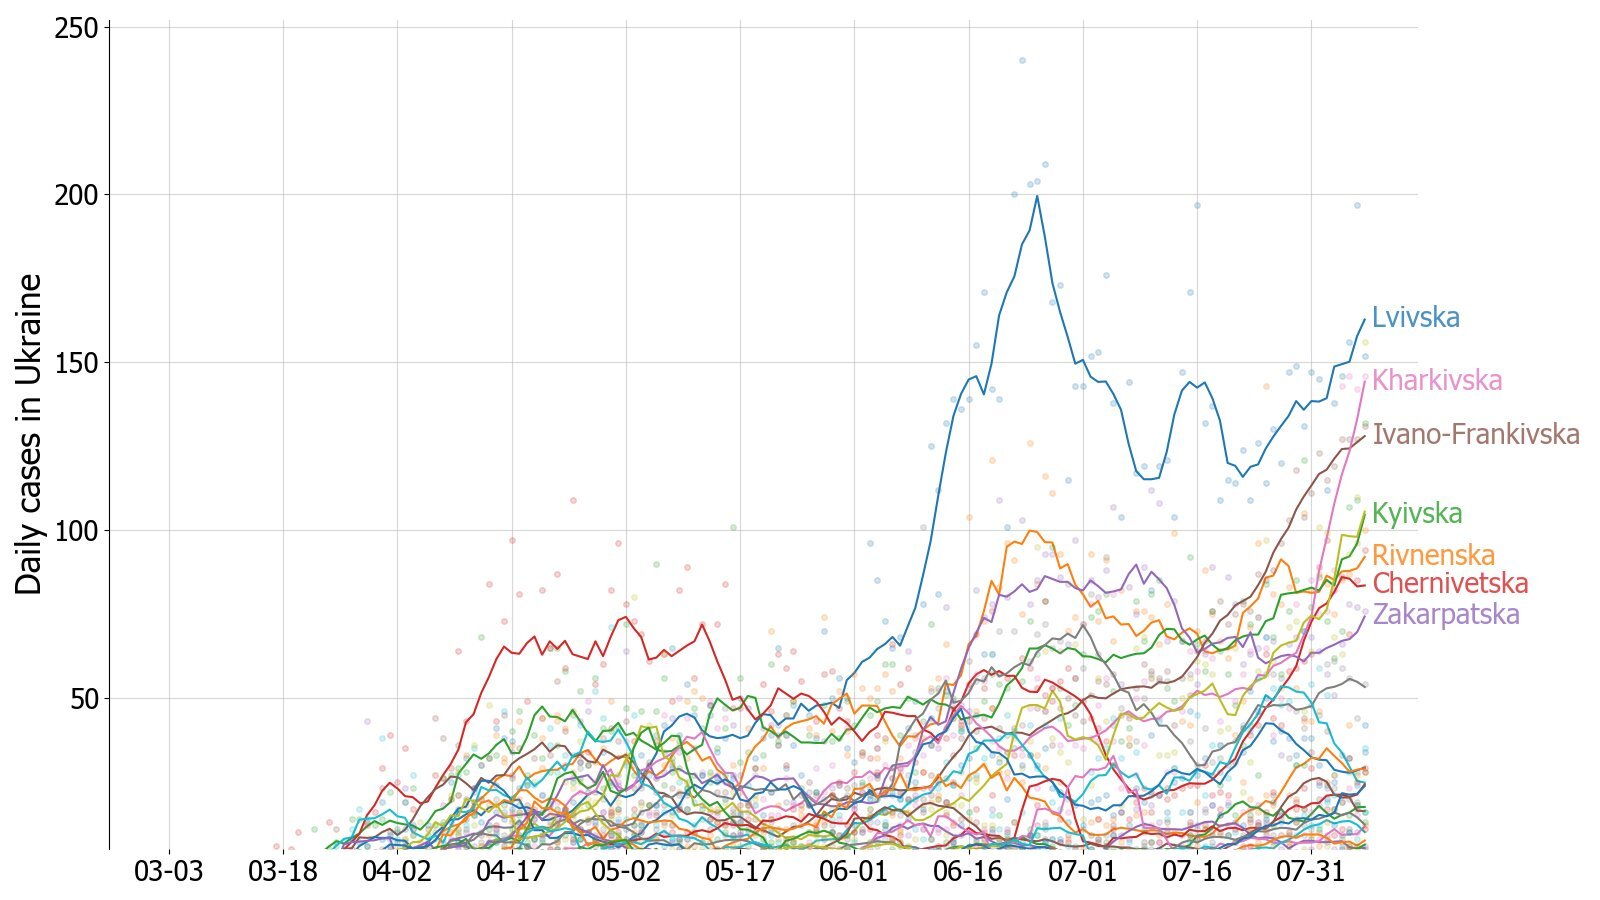 Daily cases in Ukraine
250
200
150
100
50
03-03
03-18
04-02
04-17
05-02
05-17
06-01
06-16
07-01
07-16
07-31
Lvivska
Kharkivska
Ivano-Frankivska
Kyivska
Rivnenska
Chernivetska
Zakarpatska